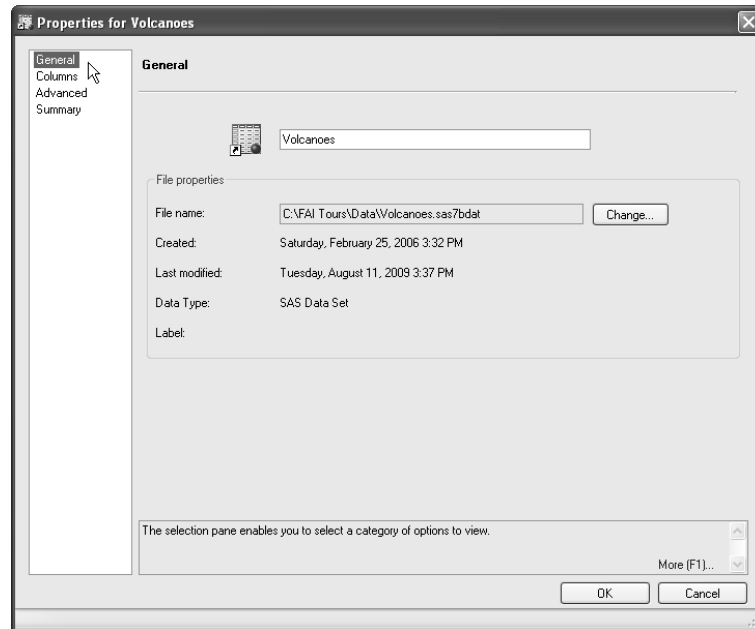 Properties for Volcanoes
General
Columns
Advanced
Summary
General
Volcanoes
File properties
File name: C:\FAI Tours\Data\Volcanoes.sas7bdat Change...
Created: Saturday, February 25, 2006 3:32 PM
Last modified: Tuesday, August 11, 2009 3:37 PM
Data Type: SAS Data Set
Label:
The selection pane enables you to select a category of options to view.
More (F1)...
OK Cancel